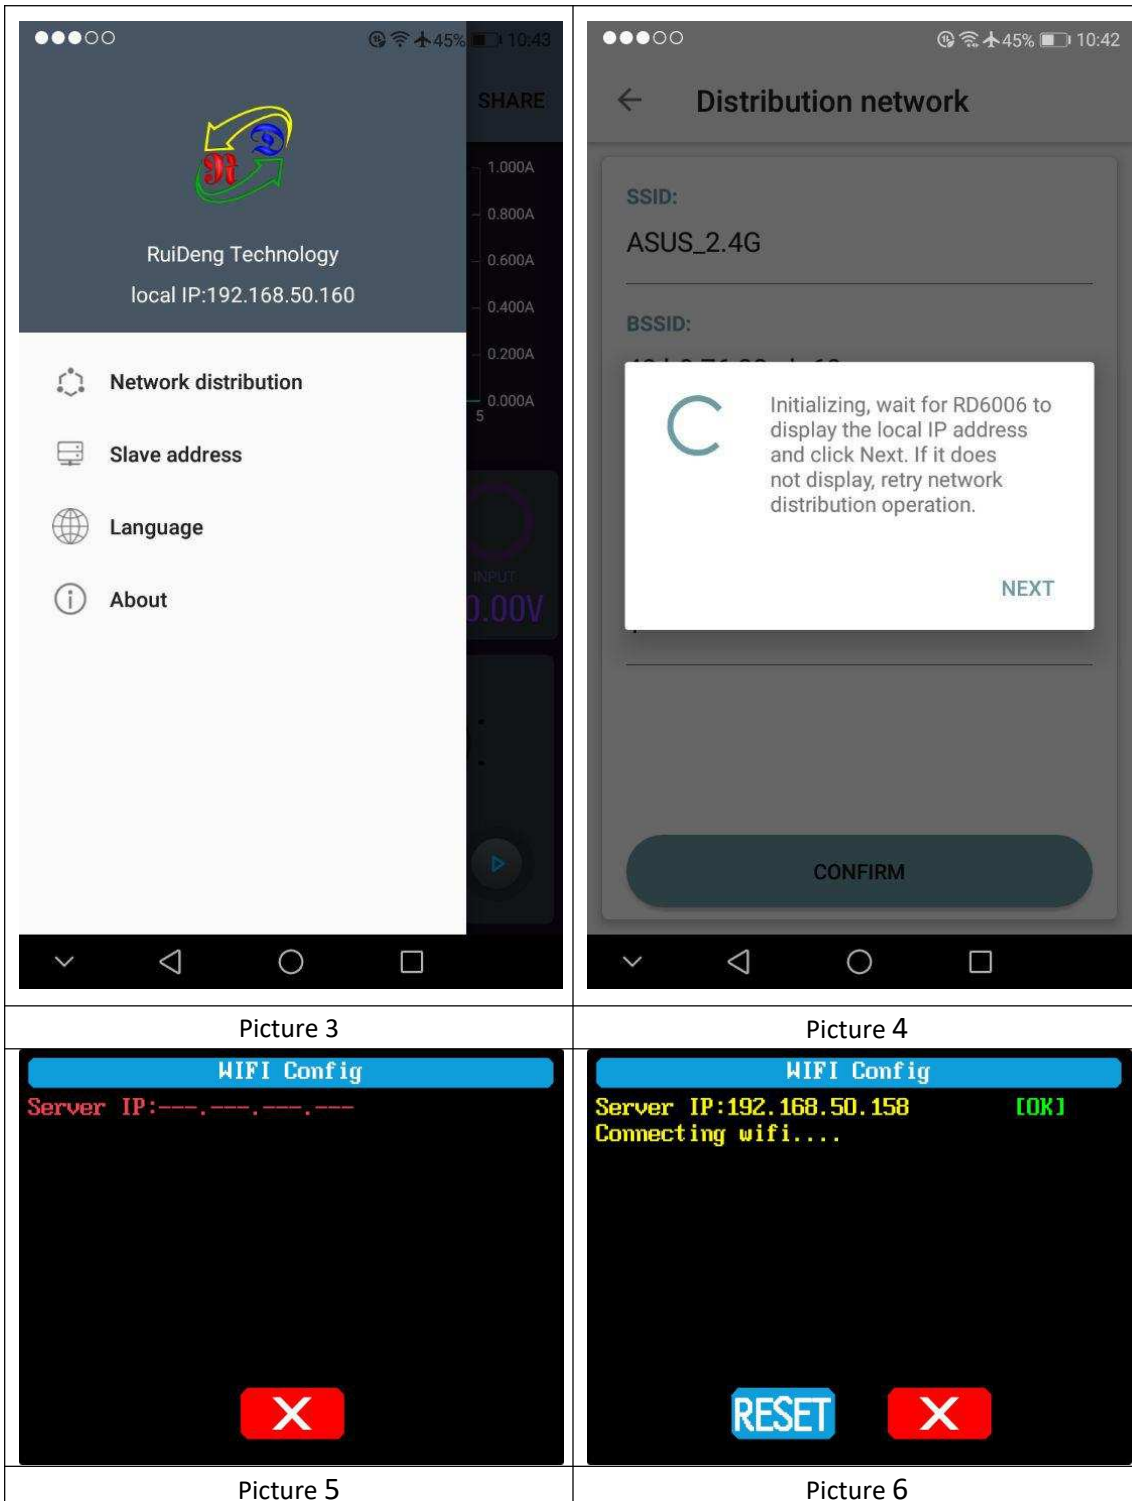 45% 10:43
SHARE
1.000A
0.800A
0.600A
0.400A
0.200A
0.000A
5
RuiDeng Technology
local IP:192.168.50.160
Network distribution
Slave address
Language
About
INPUT
0.00V
45% 10:42
Distribution network
SSID:
ASUS_2.4G
BSSID:
Initializing, wait for RD6006 to
display the local IP address
and click Next. If it does
not display, retry network
distribution operation.
NEXT
CONFIRM
Picture 3
Picture 4
WIFI Config
Server IP:---.---.---.---
X
WIFI Config
Server IP:192.168.50.158 [OK]
Connecting wifi....
RESET X
Picture 5
Picture 6